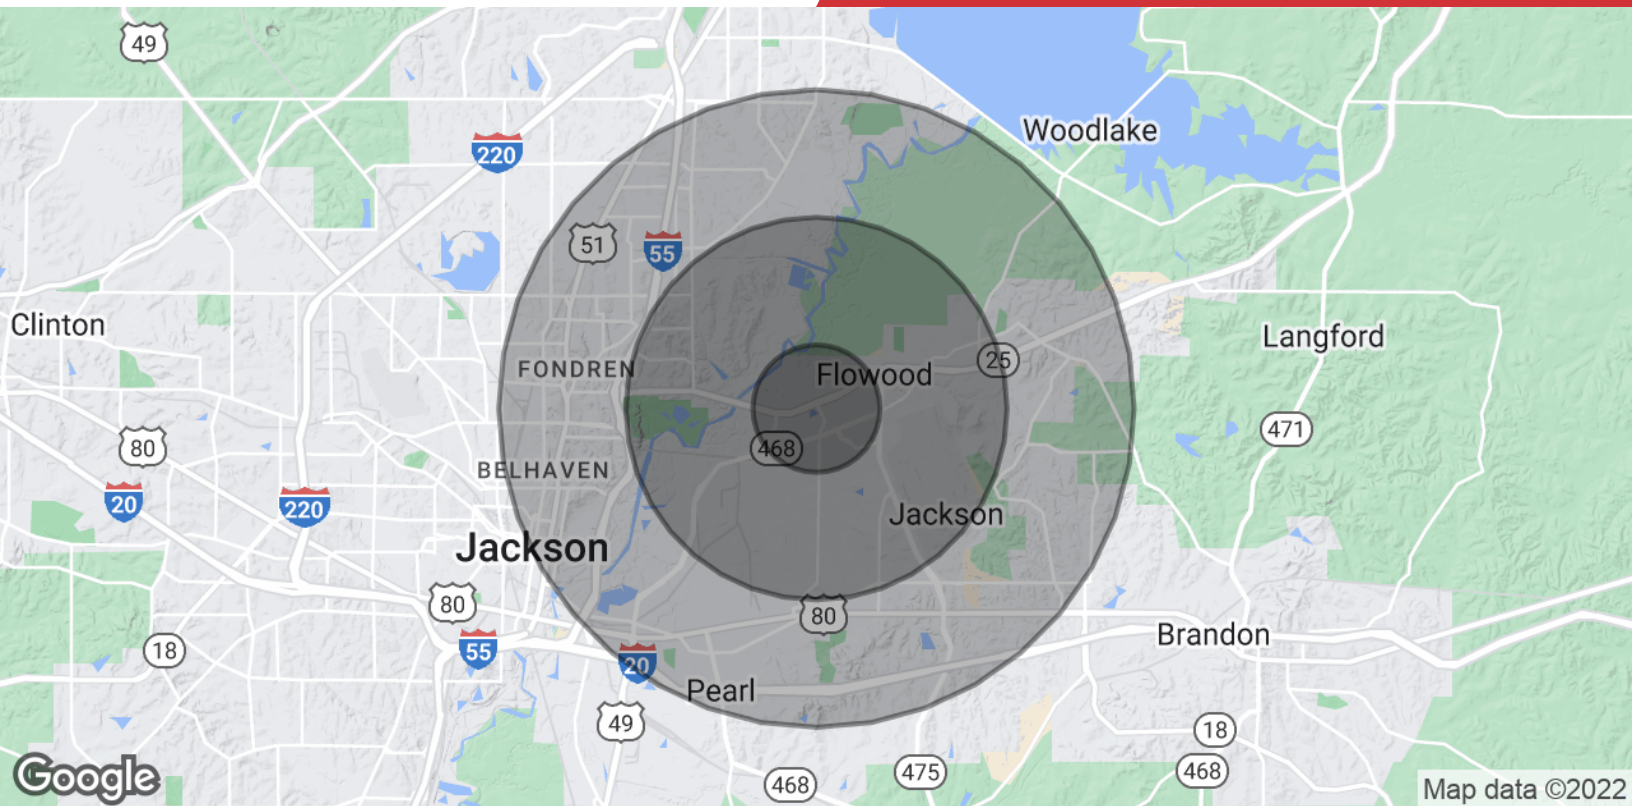 49
Woodlake
220
51
55
Clinton
Langford
25
FONDREN
Flowood
471
80
468
BELHAVEN
20
220
Jackson
Jackson
80
80
Brandon
18
55
20
Pearl
49
18
475
468
468
Google
Map data ©2022